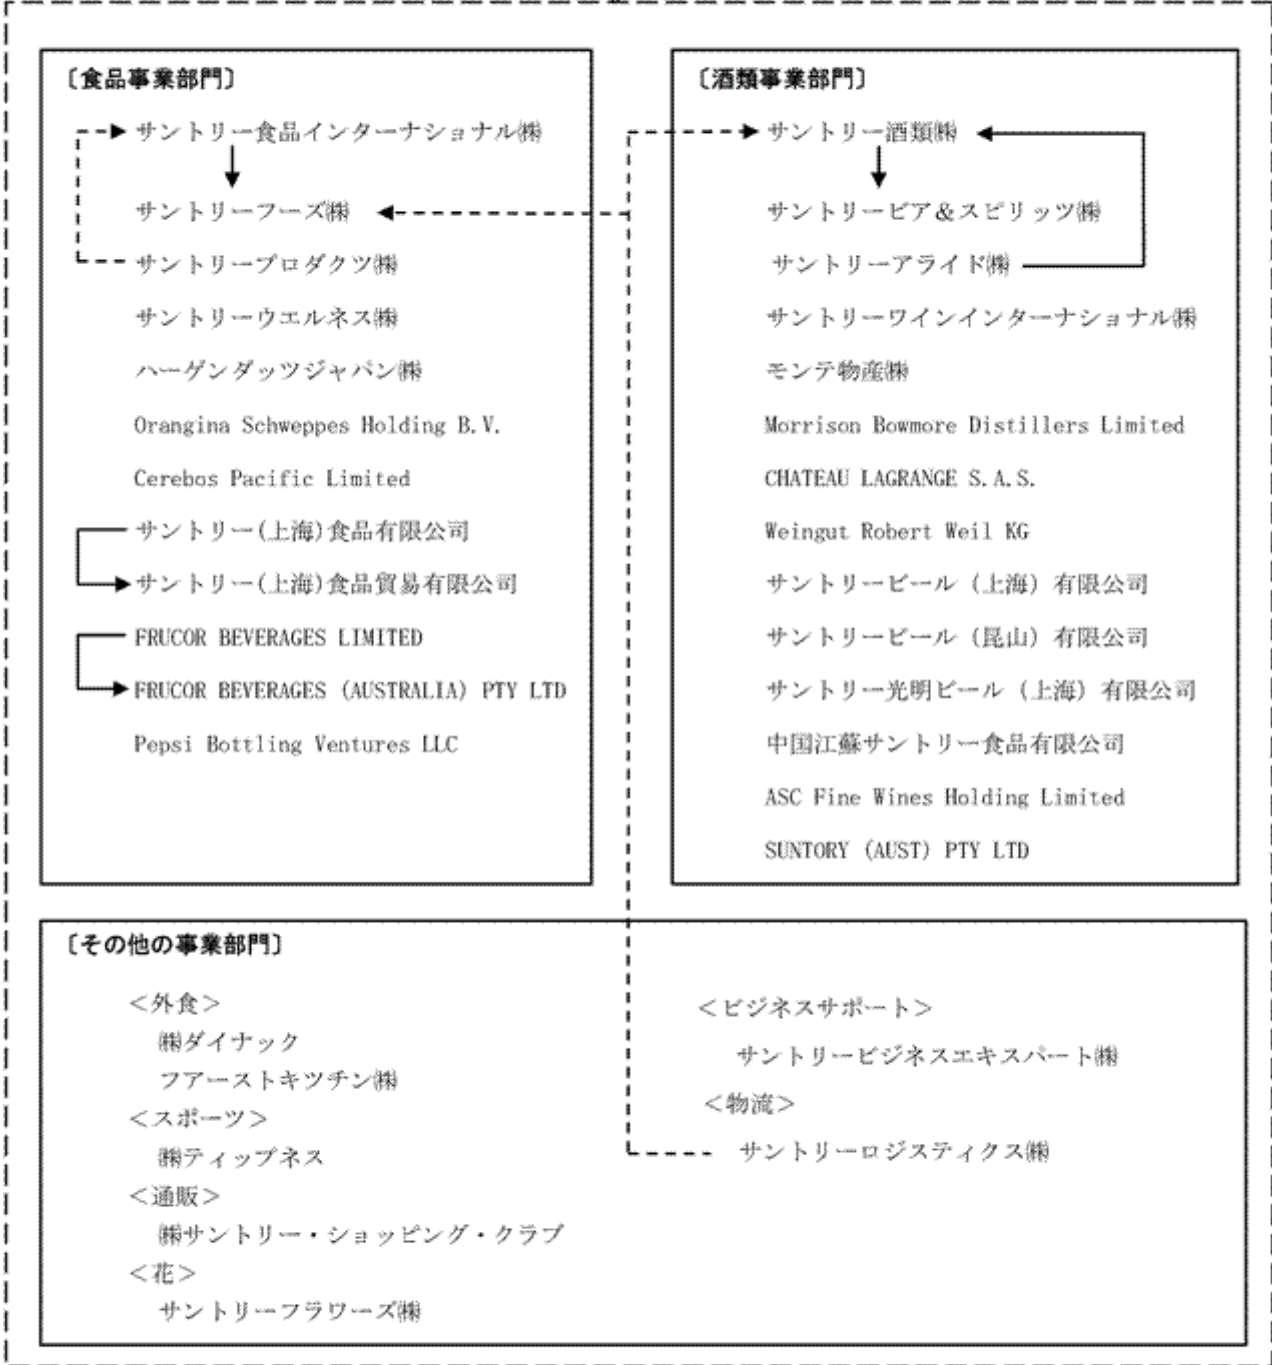 〔食品事業部門〕
サントリー食品インターナショナル㈱
サントリーフーズ㈱
サントリープロダクツ㈱
サントリーウエルネス㈱
ハーゲンダッツジャパン㈱
Orangina Schweppes Holding B.V.
Cerebos Pacific Limited
サントリー(上海)食品有限公司
サントリー(上海)食品貿易有限公司
FRUCOR BEVERAGES LIMITED
FRUCOR BEVERAGES (AUSTRALIA) PTY LTD
Pepsi Bottling Ventures LLC
〔酒類事業部門〕
サントリー酒類㈱
サントリービア＆スピリッツ㈱
サントリーアライド㈱
サントリーワインインターナショナル㈱
モンテ物産㈱
Morrison Bowmore Distillers Limited
CHATEAU LAGRANGE S.A.S.
Weingut Robert Weil KG
サントリービール（上海）有限公司
サントリービール（昆山）有限公司
サントリー光明ビール（上海）有限公司
中国江蘇サントリー食品有限公司
ASC Fine Wines Holding Limited
SUNTORY (AUST) PTY LTD
〔その他の事業部門〕
＜外食＞
㈱ダイナック
フアーストキツチン㈱
＜スポーツ＞
㈱ティップネス
＜通販＞
㈱サントリー・ショッピング・クラブ
＜花＞
サントリーフラワーズ㈱
＜ビジネスサポート＞
サントリービジネスエキスパート㈱
＜物流＞
サントリーロジスティクス㈱